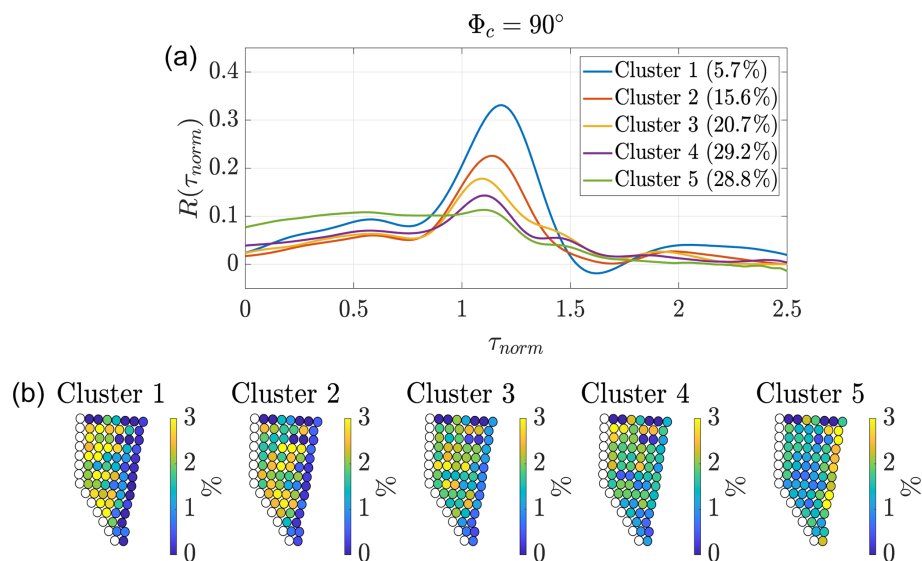 Φc = 90°
(a)
0.4
0.3
0.2
0.1
0
R(τnorm)
Cluster 1 (5.7%)
Cluster 2 (15.6%)
Cluster 3 (20.7%)
Cluster 4 (29.2%)
Cluster 5 (28.8%)
0 0.5 1 1.5 2 2.5
τnorm
(b)
Cluster 1 Cluster 2 Cluster 3 Cluster 4 Cluster 5
3 3 3 3 3
2 2 2 2 2
% % % % %
1 1 1 1 1
0 0 0 0 0